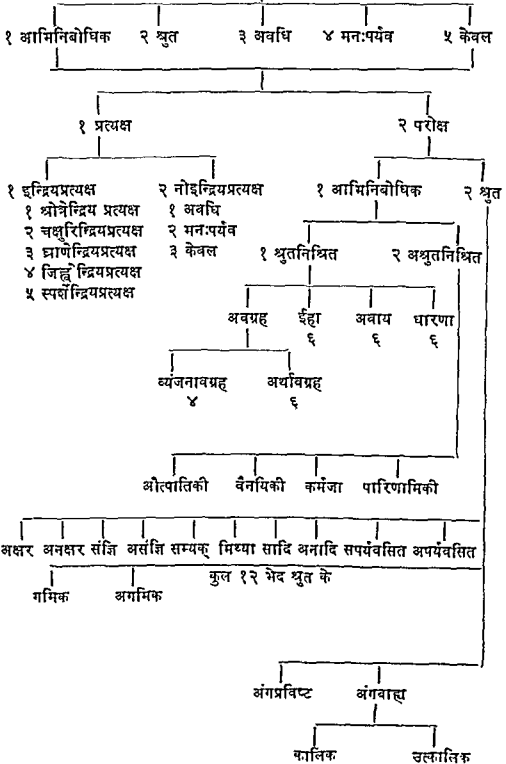 १ आभिनिबोधिक २ श्रुत ३ अवधि ४ मनःपर्यव ५ केवल
१ प्रत्यक्ष २ परोक्ष
१ इन्द्रियप्रत्यक्ष २ नोइन्द्रियप्रत्यक्ष १ आभिनिबोधिक २ श्रुत
१ श्रोत्रेन्द्रिय प्रत्यक्ष १ अवधि
२ चक्षुरिन्द्रियप्रत्यक्ष २ मनःपर्यव
३ घ्राणेन्द्रियप्रत्यक्ष ३ केवल १ श्रुतनिश्रित २ अश्रुतनिश्रित
४ जिह्वेन्द्रियप्रत्यक्ष
५ स्पर्शेन्द्रियप्रत्यक्ष
अवग्रह ईहा अवाय धारणा
६ ६ ६
व्यंजनावग्रह अर्थावग्रह
४ ६
औत्पातिकी वैनयिकी कर्मजा पारिणामिकी
अक्षर अनक्षर संज्ञि असंज्ञि सम्यक् मिथ्या सादि अनादि सपर्यवसित अपर्यवसित
कुल १२ भेद श्रुत के
गमिक अगमिक
अंगप्रविष्ट अंगबाह्य
कालिक उत्कालिक